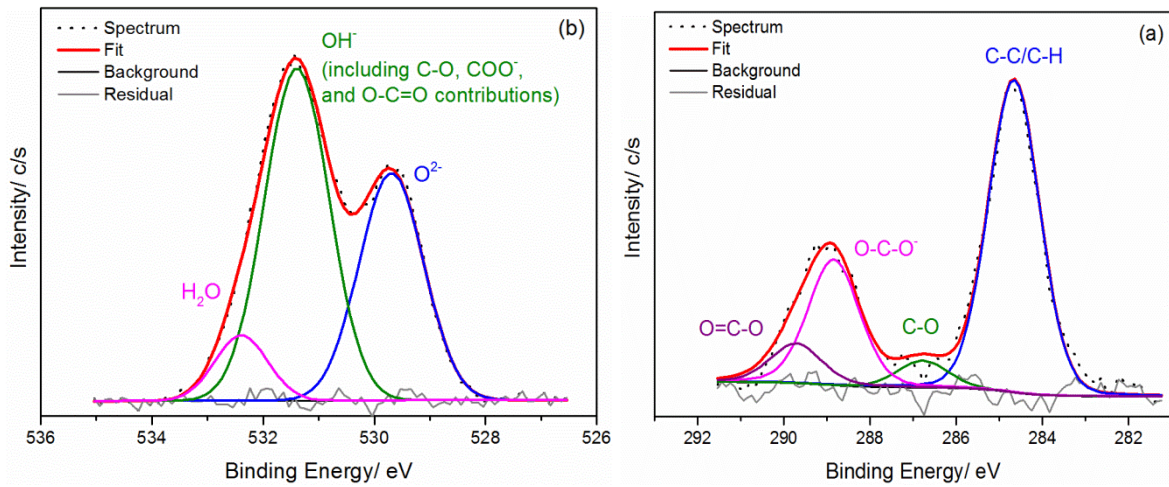 Spectrum
Fit
Background
Residual
(b)
OH⁻
(including C-O, COO⁻,
and O-C=O contributions)
O²⁻
H₂O
Intensity/ c/s
536
534
532
530
528
526
Binding Energy/ eV
Spectrum
Fit
Background
Residual
(a)
C-C/C-H
O-C-O⁻
O=C-O
C-O
Intensity/ c/s
292
290
288
286
284
282
Binding Energy/ eV